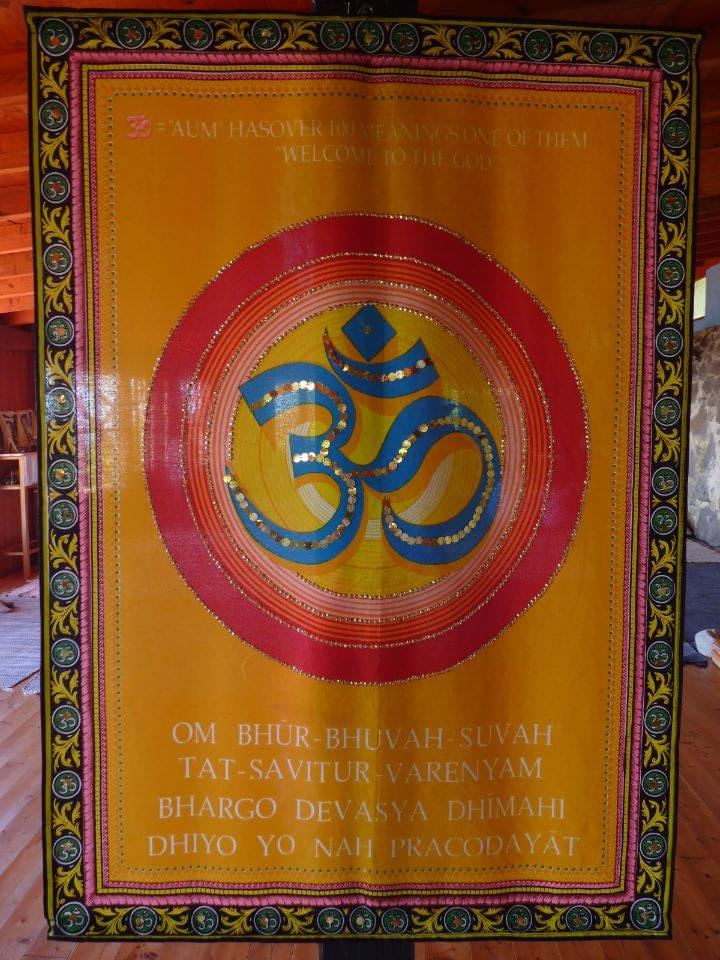 ॐ = "AUM" HASOVER 100 MEANINGS ONE OF THEM
"WELCOME TO THE GOD"
ॐ
OM BHŪR-BHUVAH-SUVAH
TAT-SAVITUR-VARENYAM
BHARGO DEVASYA DHĪMAHI
DHIYO YO NAH PRACODAYĀT